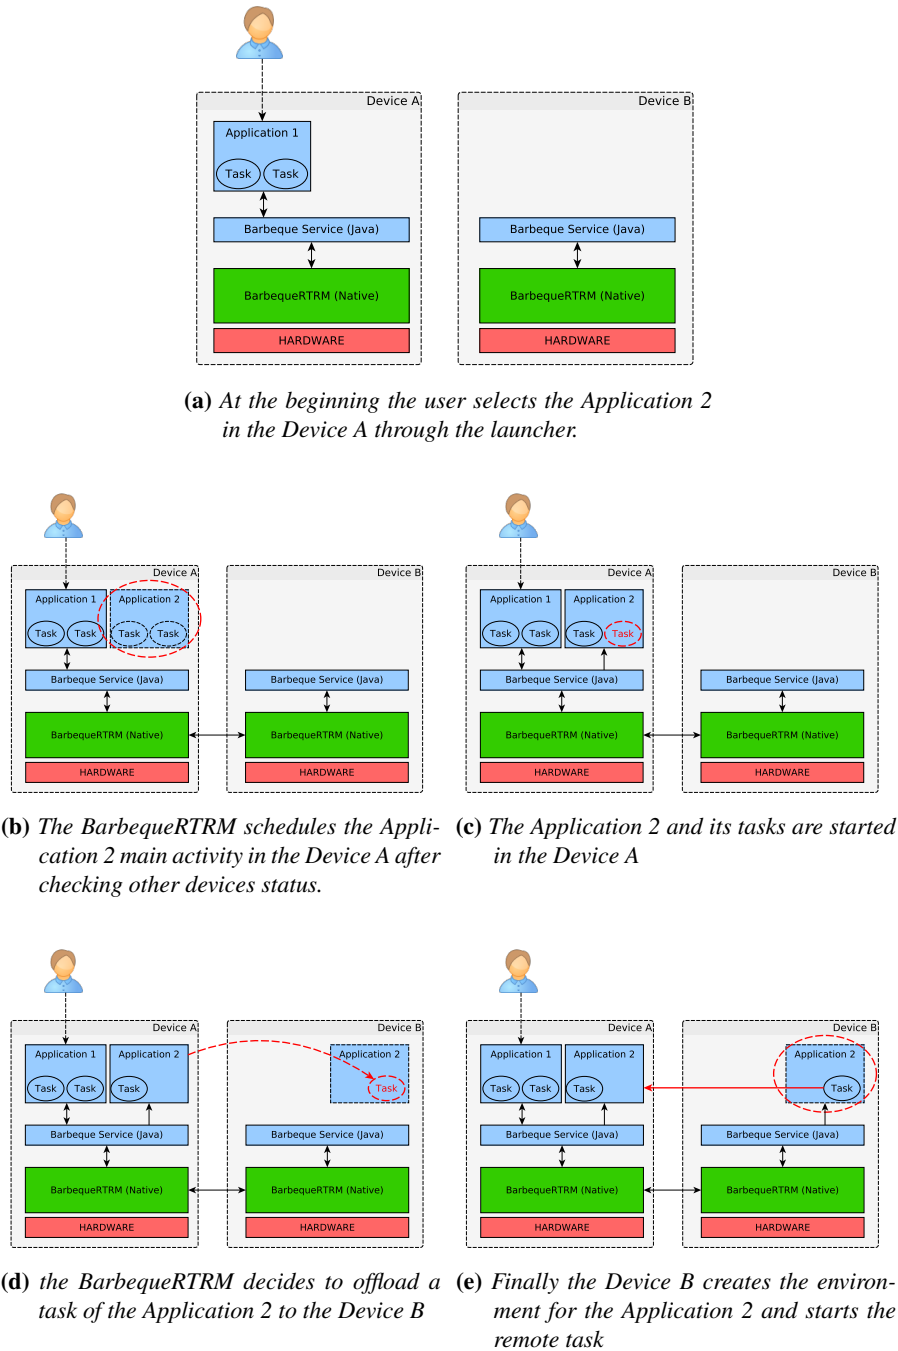 Device A
Device B
Application 1
Task Task
Barbeque Service (Java)
Barbeque Service (Java)
BarbequeRTRM (Native)
BarbequeRTRM (Native)
HARDWARE
HARDWARE
(a) At the beginning the user selects the Application 2
in the Device A through the launcher.
Device A
Device B
Application 1
Application 2
Task Task
Task Task
Barbeque Service (Java)
Barbeque Service (Java)
BarbequeRTRM (Native)
BarbequeRTRM (Native)
HARDWARE
HARDWARE
(b) The BarbequeRTRM schedules the Appli-
cation 2 main activity in the Device A after
checking other devices status.
Device A
Device B
Application 1
Application 2
Task Task
Task Task
Barbeque Service (Java)
Barbeque Service (Java)
BarbequeRTRM (Native)
BarbequeRTRM (Native)
HARDWARE
HARDWARE
(c) The Application 2 and its tasks are started
in the Device A
Device A
Device B
Application 1
Application 2
Application 2
Task Task
Task
Task
Barbeque Service (Java)
Barbeque Service (Java)
BarbequeRTRM (Native)
BarbequeRTRM (Native)
HARDWARE
HARDWARE
(d) the BarbequeRTRM decides to offload a
task of the Application 2 to the Device B
Device A
Device B
Application 1
Application 2
Application 2
Task Task
Task
Task
Barbeque Service (Java)
Barbeque Service (Java)
BarbequeRTRM (Native)
BarbequeRTRM (Native)
HARDWARE
HARDWARE
(e) Finally the Device B creates the environ-
ment for the Application 2 and starts the
remote task